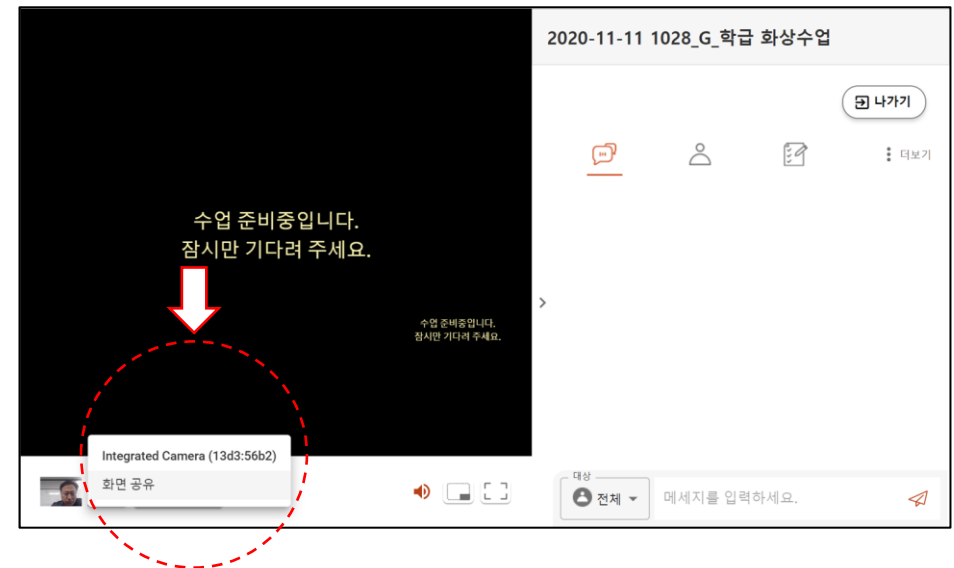 2020-11-11 1028_G_학급 화상수업
나가기
더보기
수업 준비중입니다.
잠시만 기다려 주세요.
수업 준비중입니다.
잠시만 기다려 주세요.
Integrated Camera (13d3:56b2)
화면 공유
대상
전체
메세지를 입력하세요.